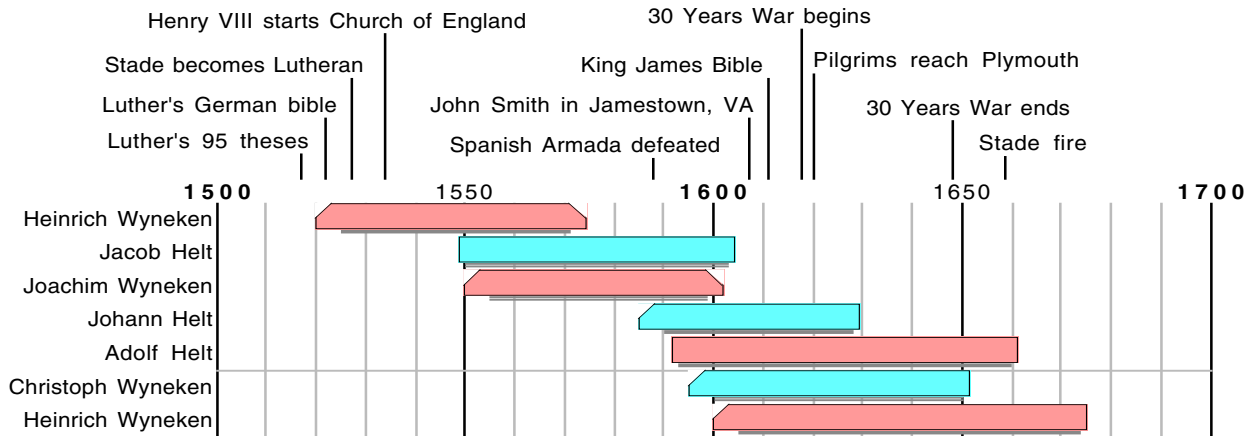 Henry VIII starts Church of England
30 Years War begins
Stade becomes Lutheran
King James Bible
Pilgrims reach Plymouth
Luther's German bible
John Smith in Jamestown, VA
30 Years War ends
Luther's 95 theses
Spanish Armada defeated
Stade fire
1500 1550 1600 1650 1700
Heinrich Wyneken
Jacob Helt
Joachim Wyneken
Johann Helt
Adolf Helt
Christoph Wyneken
Heinrich Wyneken